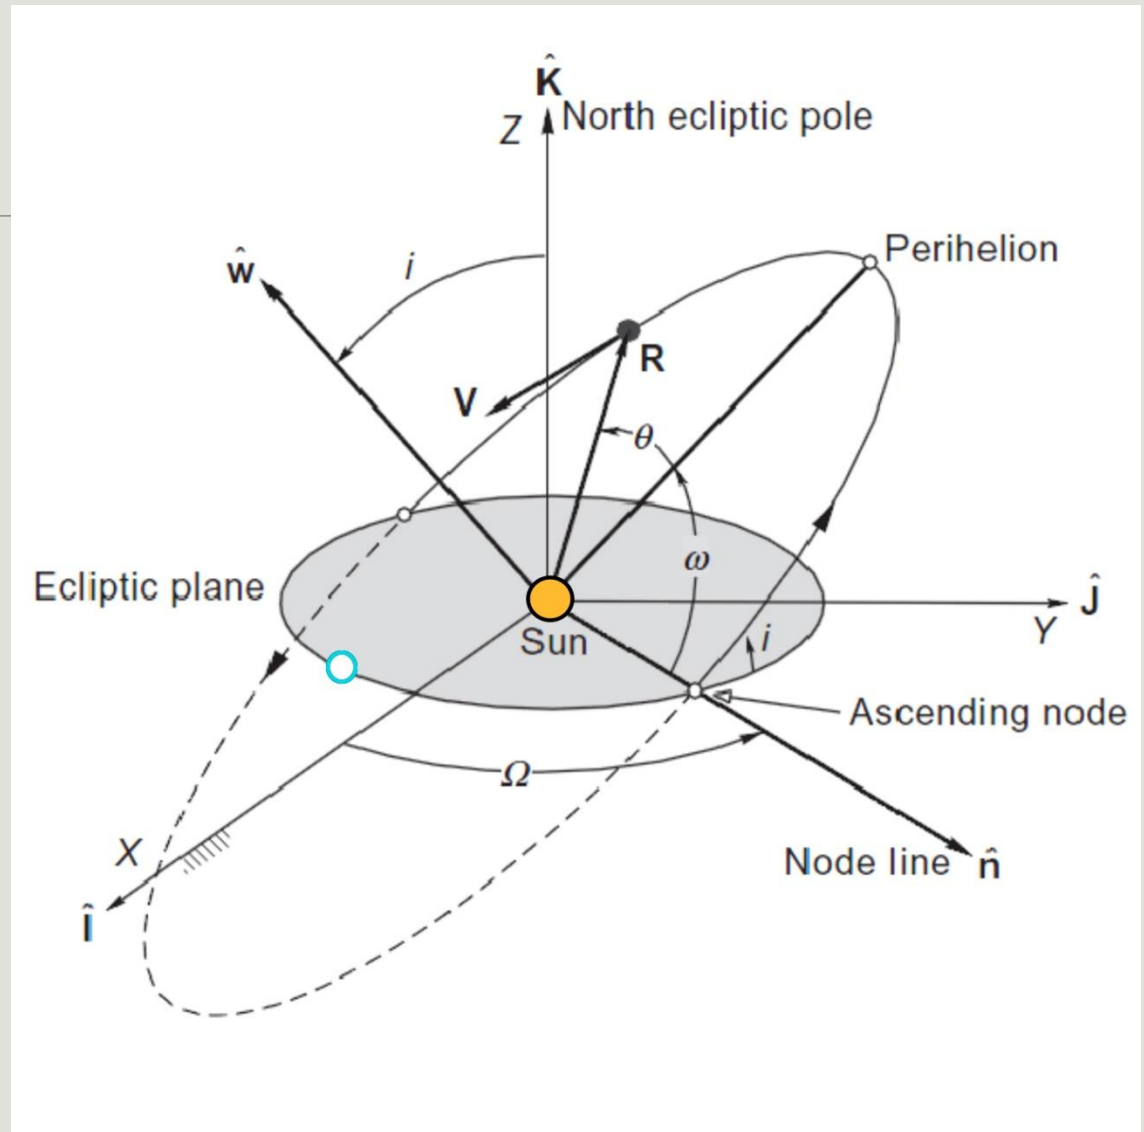 K̂
Z
North ecliptic pole
ŵ
i
Perihelion
R
V
θ
ω
Ecliptic plane
Sun
Ĵ
Y
i
Ascending node
Ω
X
Node line
n̂
Î